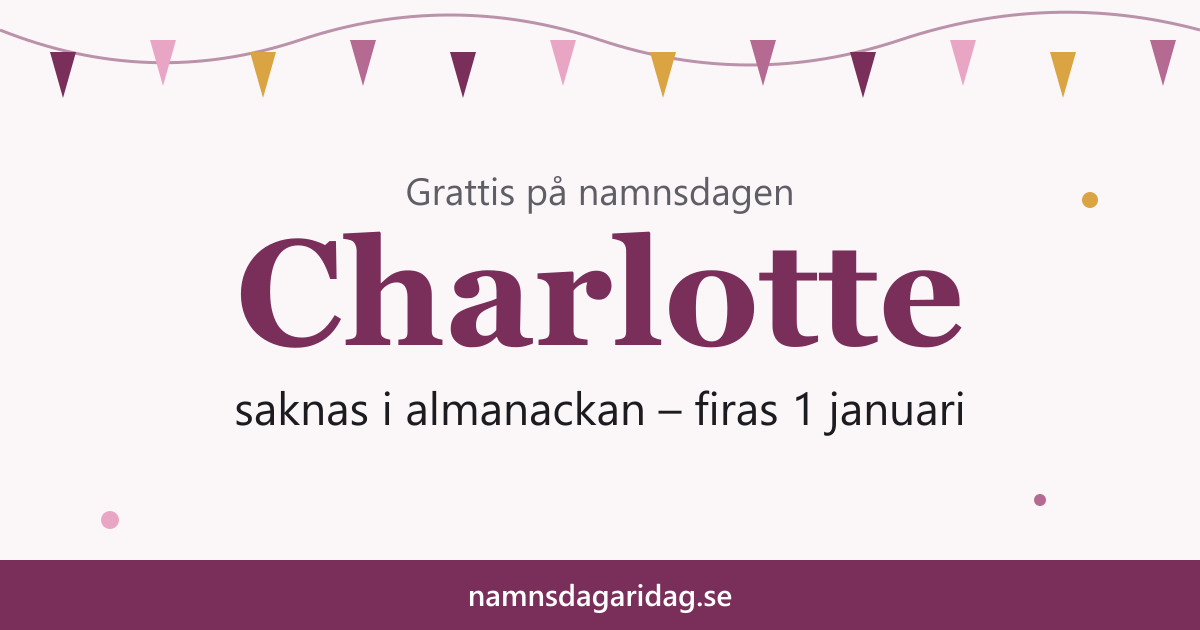 Grattis på namnsdagen
Charlotte
saknas i almanackan – firas 1 januari
namnsdagaridag.se